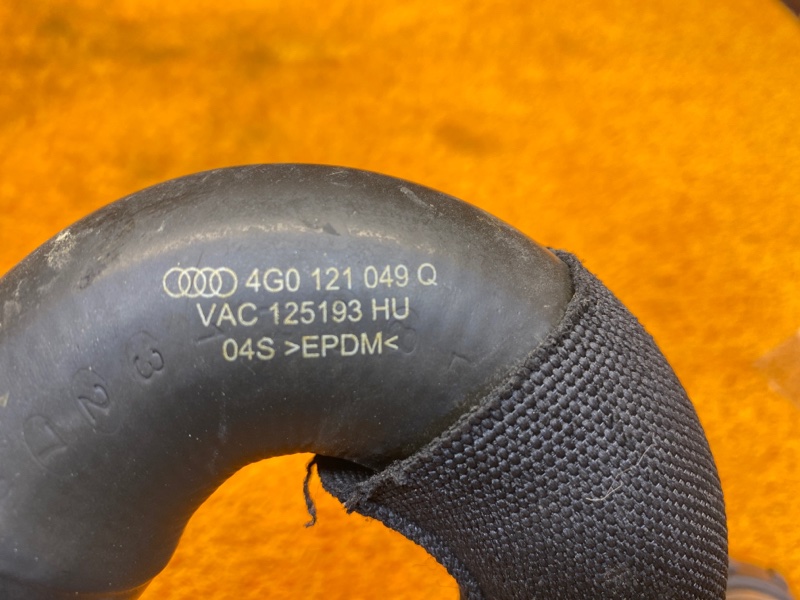 4G0 121 049 Q
VAC 125193 HU
04S >EPDM<